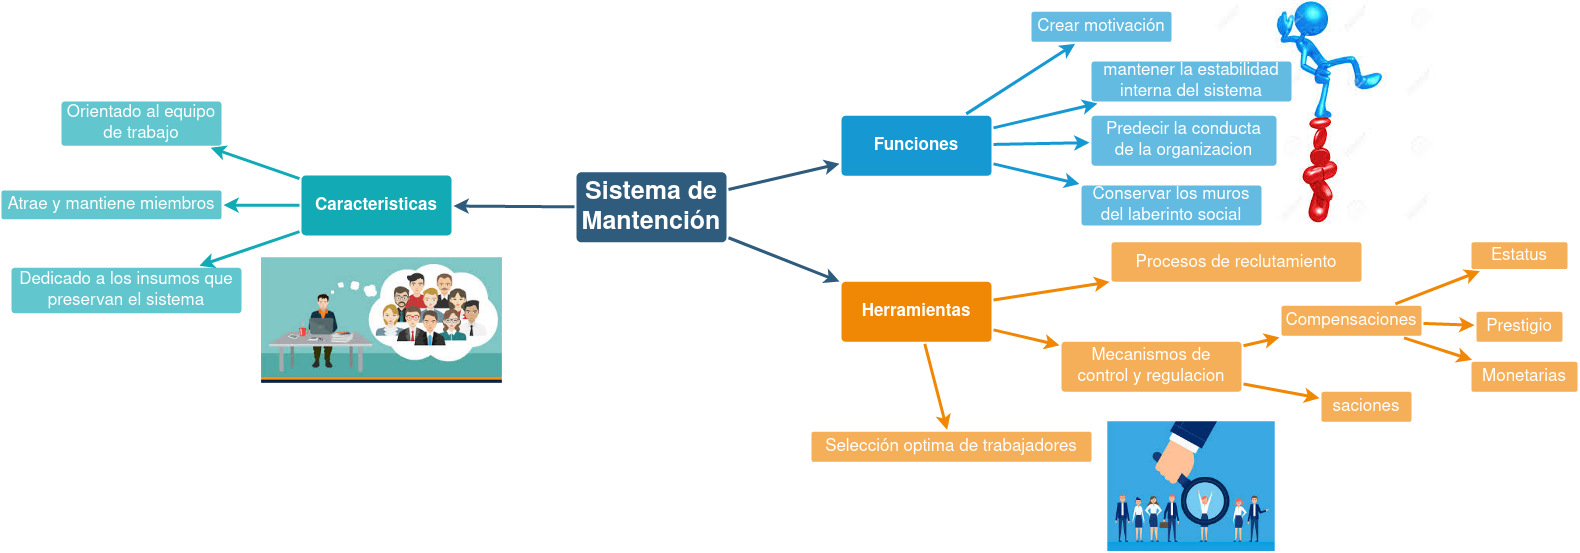 Sistema de
Mantención
Caracteristicas
Orientado al equipo
de trabajo
Atrae y mantiene miembros
Dedicado a los insumos que
preservan el sistema
Funciones
Crear motivación
mantener la estabilidad
interna del sistema
Predecir la conducta
de la organizacion
Conservar los muros
del laberinto social
Herramientas
Procesos de reclutamiento
Mecanismos de
control y regulacion
Compensaciones
Estatus
Prestigio
Monetarias
saciones
Selección optima de trabajadores